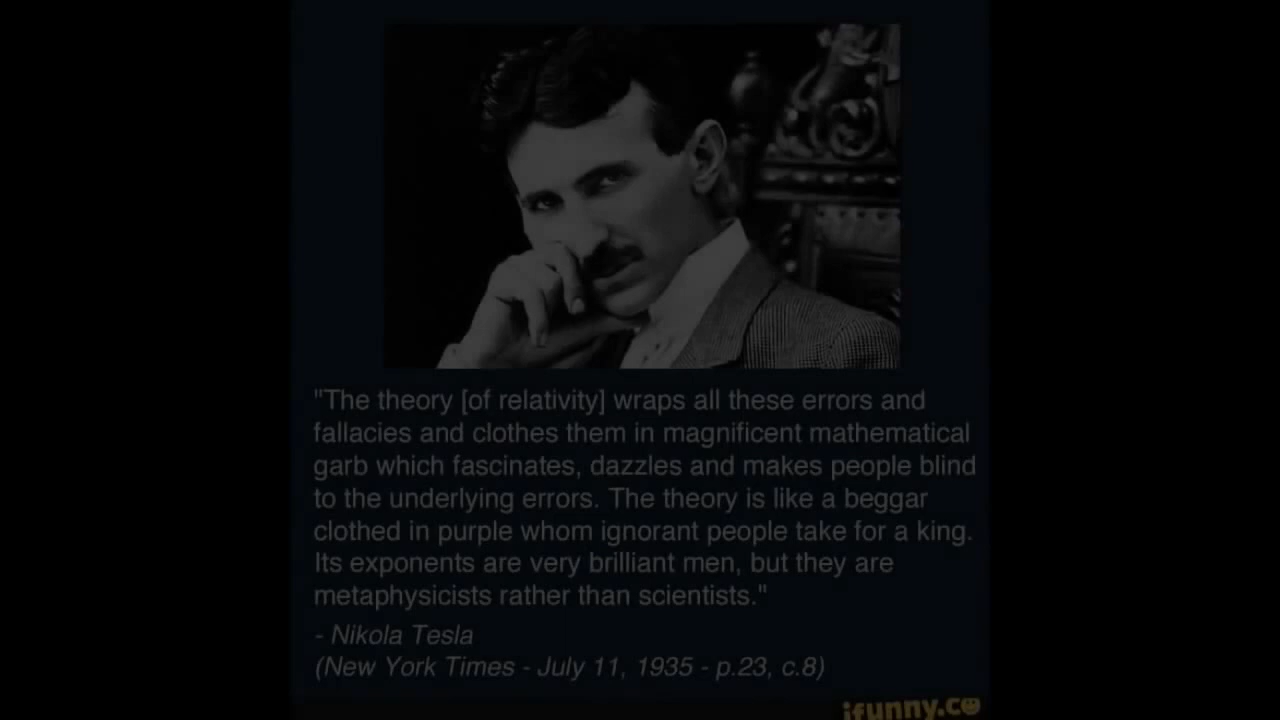 "The theory [of relativity] wraps all these errors and
fallacies and clothes them in magnificent mathematical
garb which fascinates, dazzles and makes people blind
to the underlying errors. The theory is like a beggar
clothed in purple whom ignorant people take for a king.
Its exponents are very brilliant men, but they are
metaphysicists rather than scientists."
- Nikola Tesla
(New York Times - July 11, 1935 - p.23, c.8)
ifunny.co